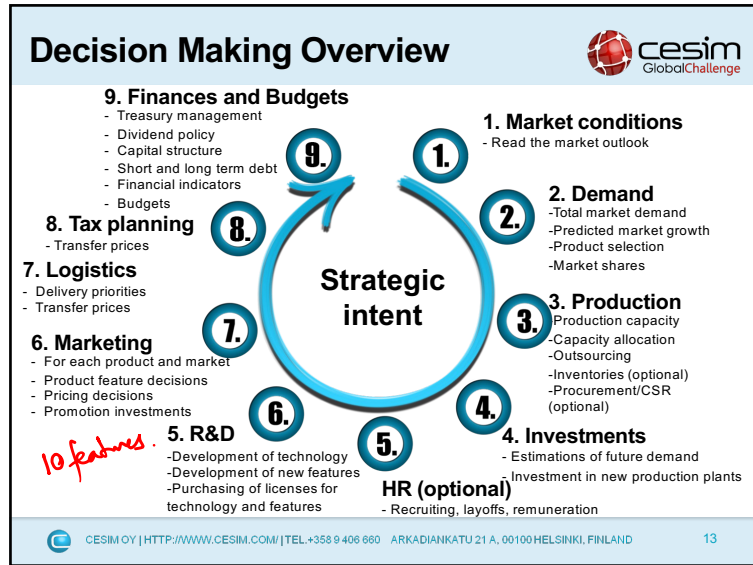 Decision Making Overview
cesim
GlobalChallenge
9. Finances and Budgets
- Treasury management
- Dividend policy
- Capital structure
- Short and long term debt
- Financial indicators
- Budgets
1. Market conditions
- Read the market outlook
2. Demand
-Total market demand
-Predicted market growth
-Product selection
-Market shares
3. Production
-Production capacity
-Capacity allocation
-Outsourcing
-Inventories (optional)
-Procurement/CSR
(optional)
4. Investments
- Estimations of future demand
- Investment in new production plants
HR (optional)
- Recruiting, layoffs, remuneration
5. R&D
-Development of technology
-Development of new features
-Purchasing of licenses for
technology and features
10 features.
6. Marketing
- For each product and market
- Product feature decisions
- Pricing decisions
- Promotion investments
7. Logistics
- Delivery priorities
- Transfer prices
8. Tax planning
- Transfer prices
9.
1.
2.
3.
4.
5.
6.
7.
8.
Strategic
intent
CESIM OY | HTTP://WWW.CESIM.COM/ | TEL.+358 9 406 660 ARKADIANKATU 21 A, 00100 HELSINKI, FINLAND
13